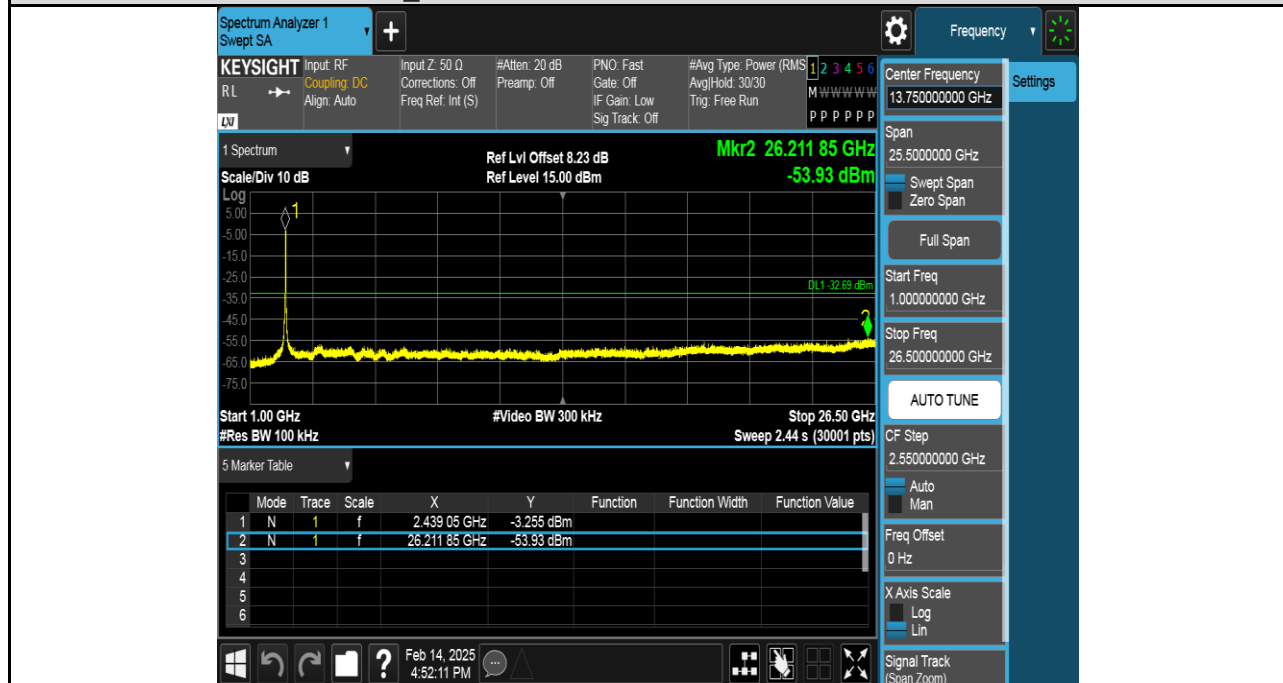 Spectrum Analyzer 1
Swept SA
+
Frequency
KEYSIGHT
RL
LXI
Input: RF
Coupling: DC
Align: Auto
Input Z: 50 Ω
Corrections: Off
Freq Ref: Int (S)
#Atten: 20 dB
Preamp: Off
PNO: Fast
Gate: Off
IF Gain: Low
Sig Track: Off
#Avg Type: Power (RMS
Avg|Hold: 30/30
Trig: Free Run
1 2 3 4 5 6
M W W W W W
P P P P P P
1 Spectrum
Scale/Div 10 dB
Ref Lvl Offset 8.23 dB
Ref Level 15.00 dBm
Mkr2 26.211 85 GHz
-53.93 dBm
Log
5.00
-5.00
-15.0
-25.0
-35.0
-45.0
-55.0
-65.0
-75.0
1
2
DL1 -32.69 dBm
Start 1.00 GHz
#Video BW 300 kHz
Stop 26.50 GHz
#Res BW 100 kHz
Sweep 2.44 s (30001 pts)
5 Marker Table
Mode Trace Scale X Y Function Function Width Function Value
1 N 1 f 2.439 05 GHz -3.255 dBm
2 N 1 f 26.211 85 GHz -53.93 dBm
3
4
5
6
Feb 14, 2025
4:52:11 PM
Center Frequency
13.750000000 GHz
Settings
Span
25.5000000 GHz
Swept Span
Zero Span
Full Span
Start Freq
1.000000000 GHz
Stop Freq
26.500000000 GHz
AUTO TUNE
CF Step
2.550000000 GHz
Auto
Man
Freq Offset
0 Hz
X Axis Scale
Log
Lin
Signal Track
(Span Zoom)